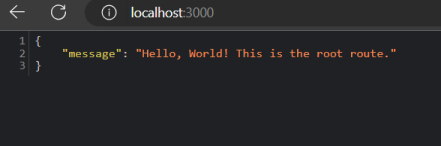 localhost:3000
1 {
2     "message": "Hello, World! This is the root route."
3 }